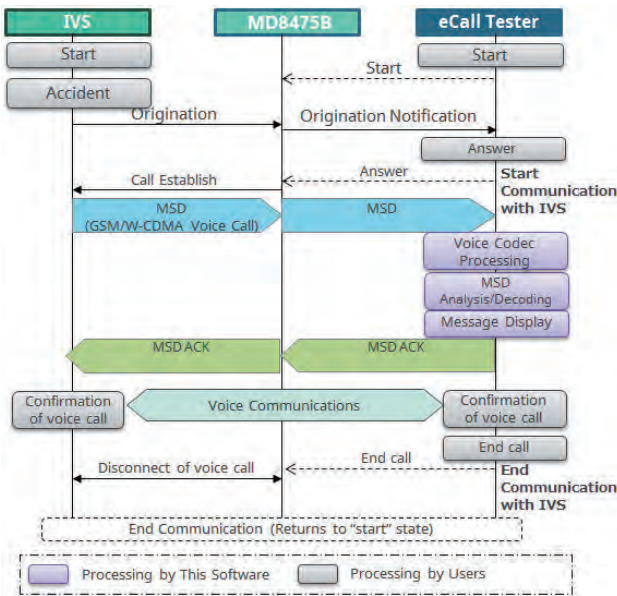 IVS
MD8475B
eCall Tester
Start
Start
Start
Accident
Origination
Origination Notification
Answer
Answer
Call Establish
Start
Communication
with IVS
MSD
(GSM/W-CDMA Voice Call)
MSD
Voice Codec
Processing
MSD
Analysis/Decoding
Message Display
MSD ACK
MSD ACK
Confirmation
of voice call
Voice Communications
Confirmation
of voice call
End call
End call
Disconnect of voice call
End
Communication
with IVS
End Communication (Returns to "start" state)
Processing by This Software
Processing by Users